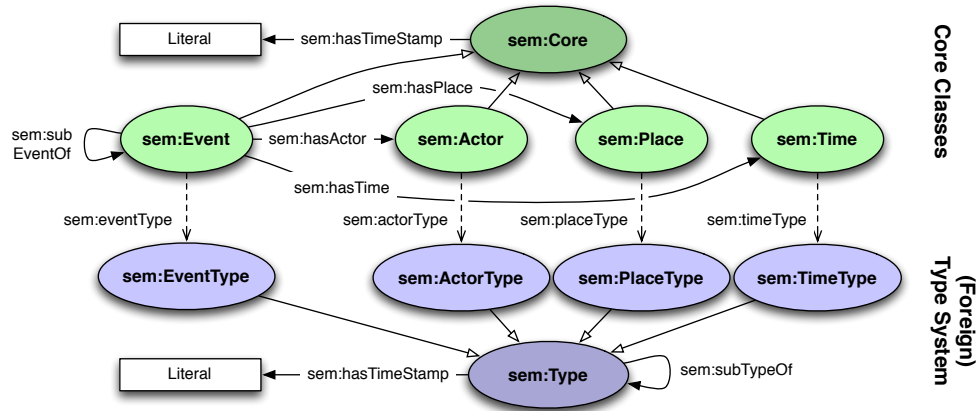 Literal
sem:hasTimeStamp
sem:Core
Core Classes
sem:hasPlace
sem:sub
EventOf
sem:Event
sem:hasActor
sem:Actor
sem:Place
sem:Time
sem:hasTime
sem:eventType
sem:actorType
sem:placeType
sem:timeType
sem:EventType
sem:ActorType
sem:PlaceType
sem:TimeType
(Foreign)
Type System
Literal
sem:hasTimeStamp
sem:Type
sem:subTypeOf